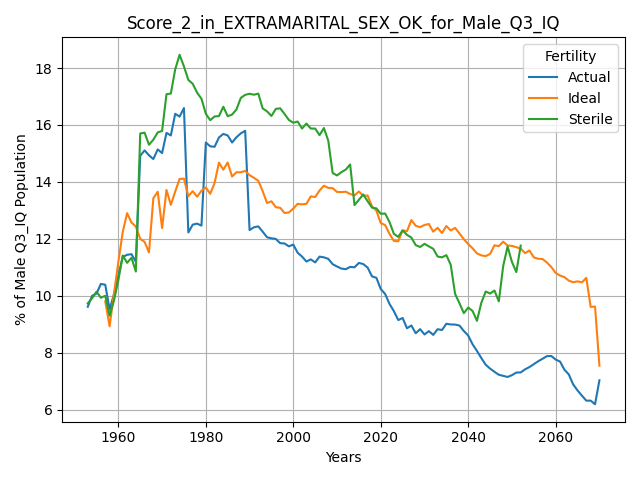 Score_2_in_EXTRAMARITAL_SEX_OK_for_Male_Q3_IQ
% of Male Q3_IQ Population
18
16
14
12
10
8
6
Fertility
Actual
Ideal
Sterile
1960 1980 2000 2020 2040 2060
Years